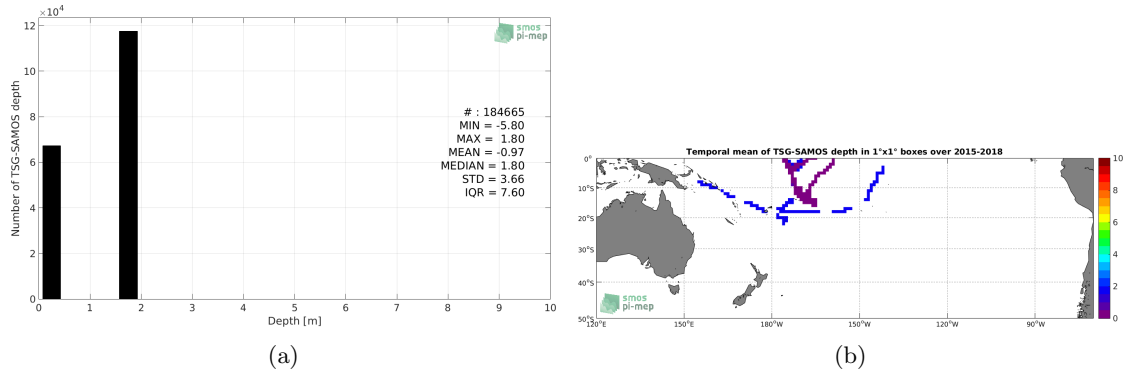 ×10⁴
12
10
8
6
4
2
0
0 1 2 3 4 5 6 7 8 9 10
Number of TSG-SAMOS depth
Depth [m]
smos
pi-mep
# : 184665
MIN = -5.80
MAX = 1.80
MEAN = -0.97
MEDIAN = 1.80
STD = 3.66
IQR = 7.60
(a)
Temporal mean of TSG-SAMOS depth in 1°x1° boxes over 2015-2018
0°
10°S
20°S
30°S
40°S
50°S
120°E 150°E 180°W 150°W 120°W 90°W
smos
pi-mep
10
8
6
4
2
0
(b)